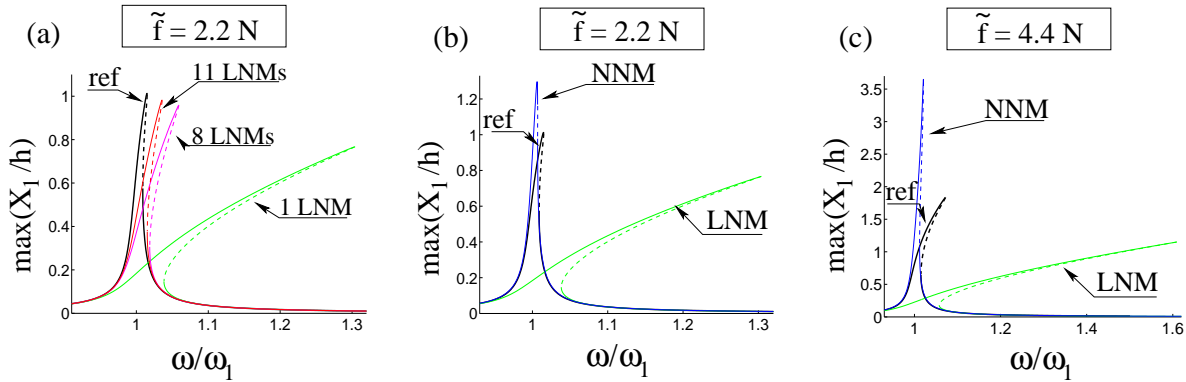 (a)
f̃ = 2.2 N
ref
11 LNMs
8 LNMs
1 LNM
max(X₁/h)
1
0.8
0.6
0.4
0.2
0
1
1.1
1.2
1.3
ω/ω₁
(b)
f̃ = 2.2 N
NNM
ref
LNM
max(X₁/h)
1.2
1
0.8
0.6
0.4
0.2
0
1
1.1
1.2
1.3
ω/ω₁
(c)
f̃ = 4.4 N
NNM
ref
LNM
max(X₁/h)
3.5
3
2.5
2
1.5
1
0.5
0
1
1.2
1.4
1.6
ω/ω₁